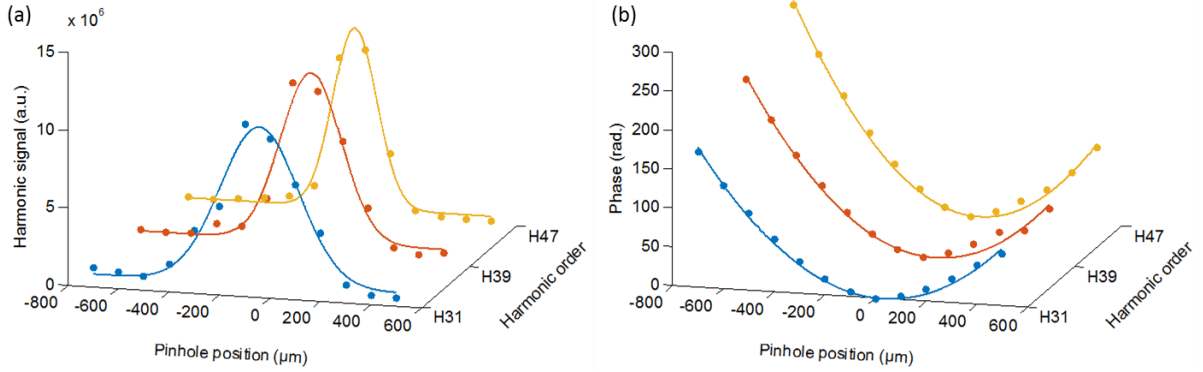 (a)
x 10⁶
15
10
5
0
Harmonic signal (a.u.)
-800
-600
-400
-200
0
200
400
600
Pinhole position (µm)
H31
H39
H47
Harmonic order
(b)
300
250
200
150
100
50
0
Phase (rad.)
-800
-600
-400
-200
0
200
400
600
Pinhole position (µm)
H31
H39
H47
Harmonic order